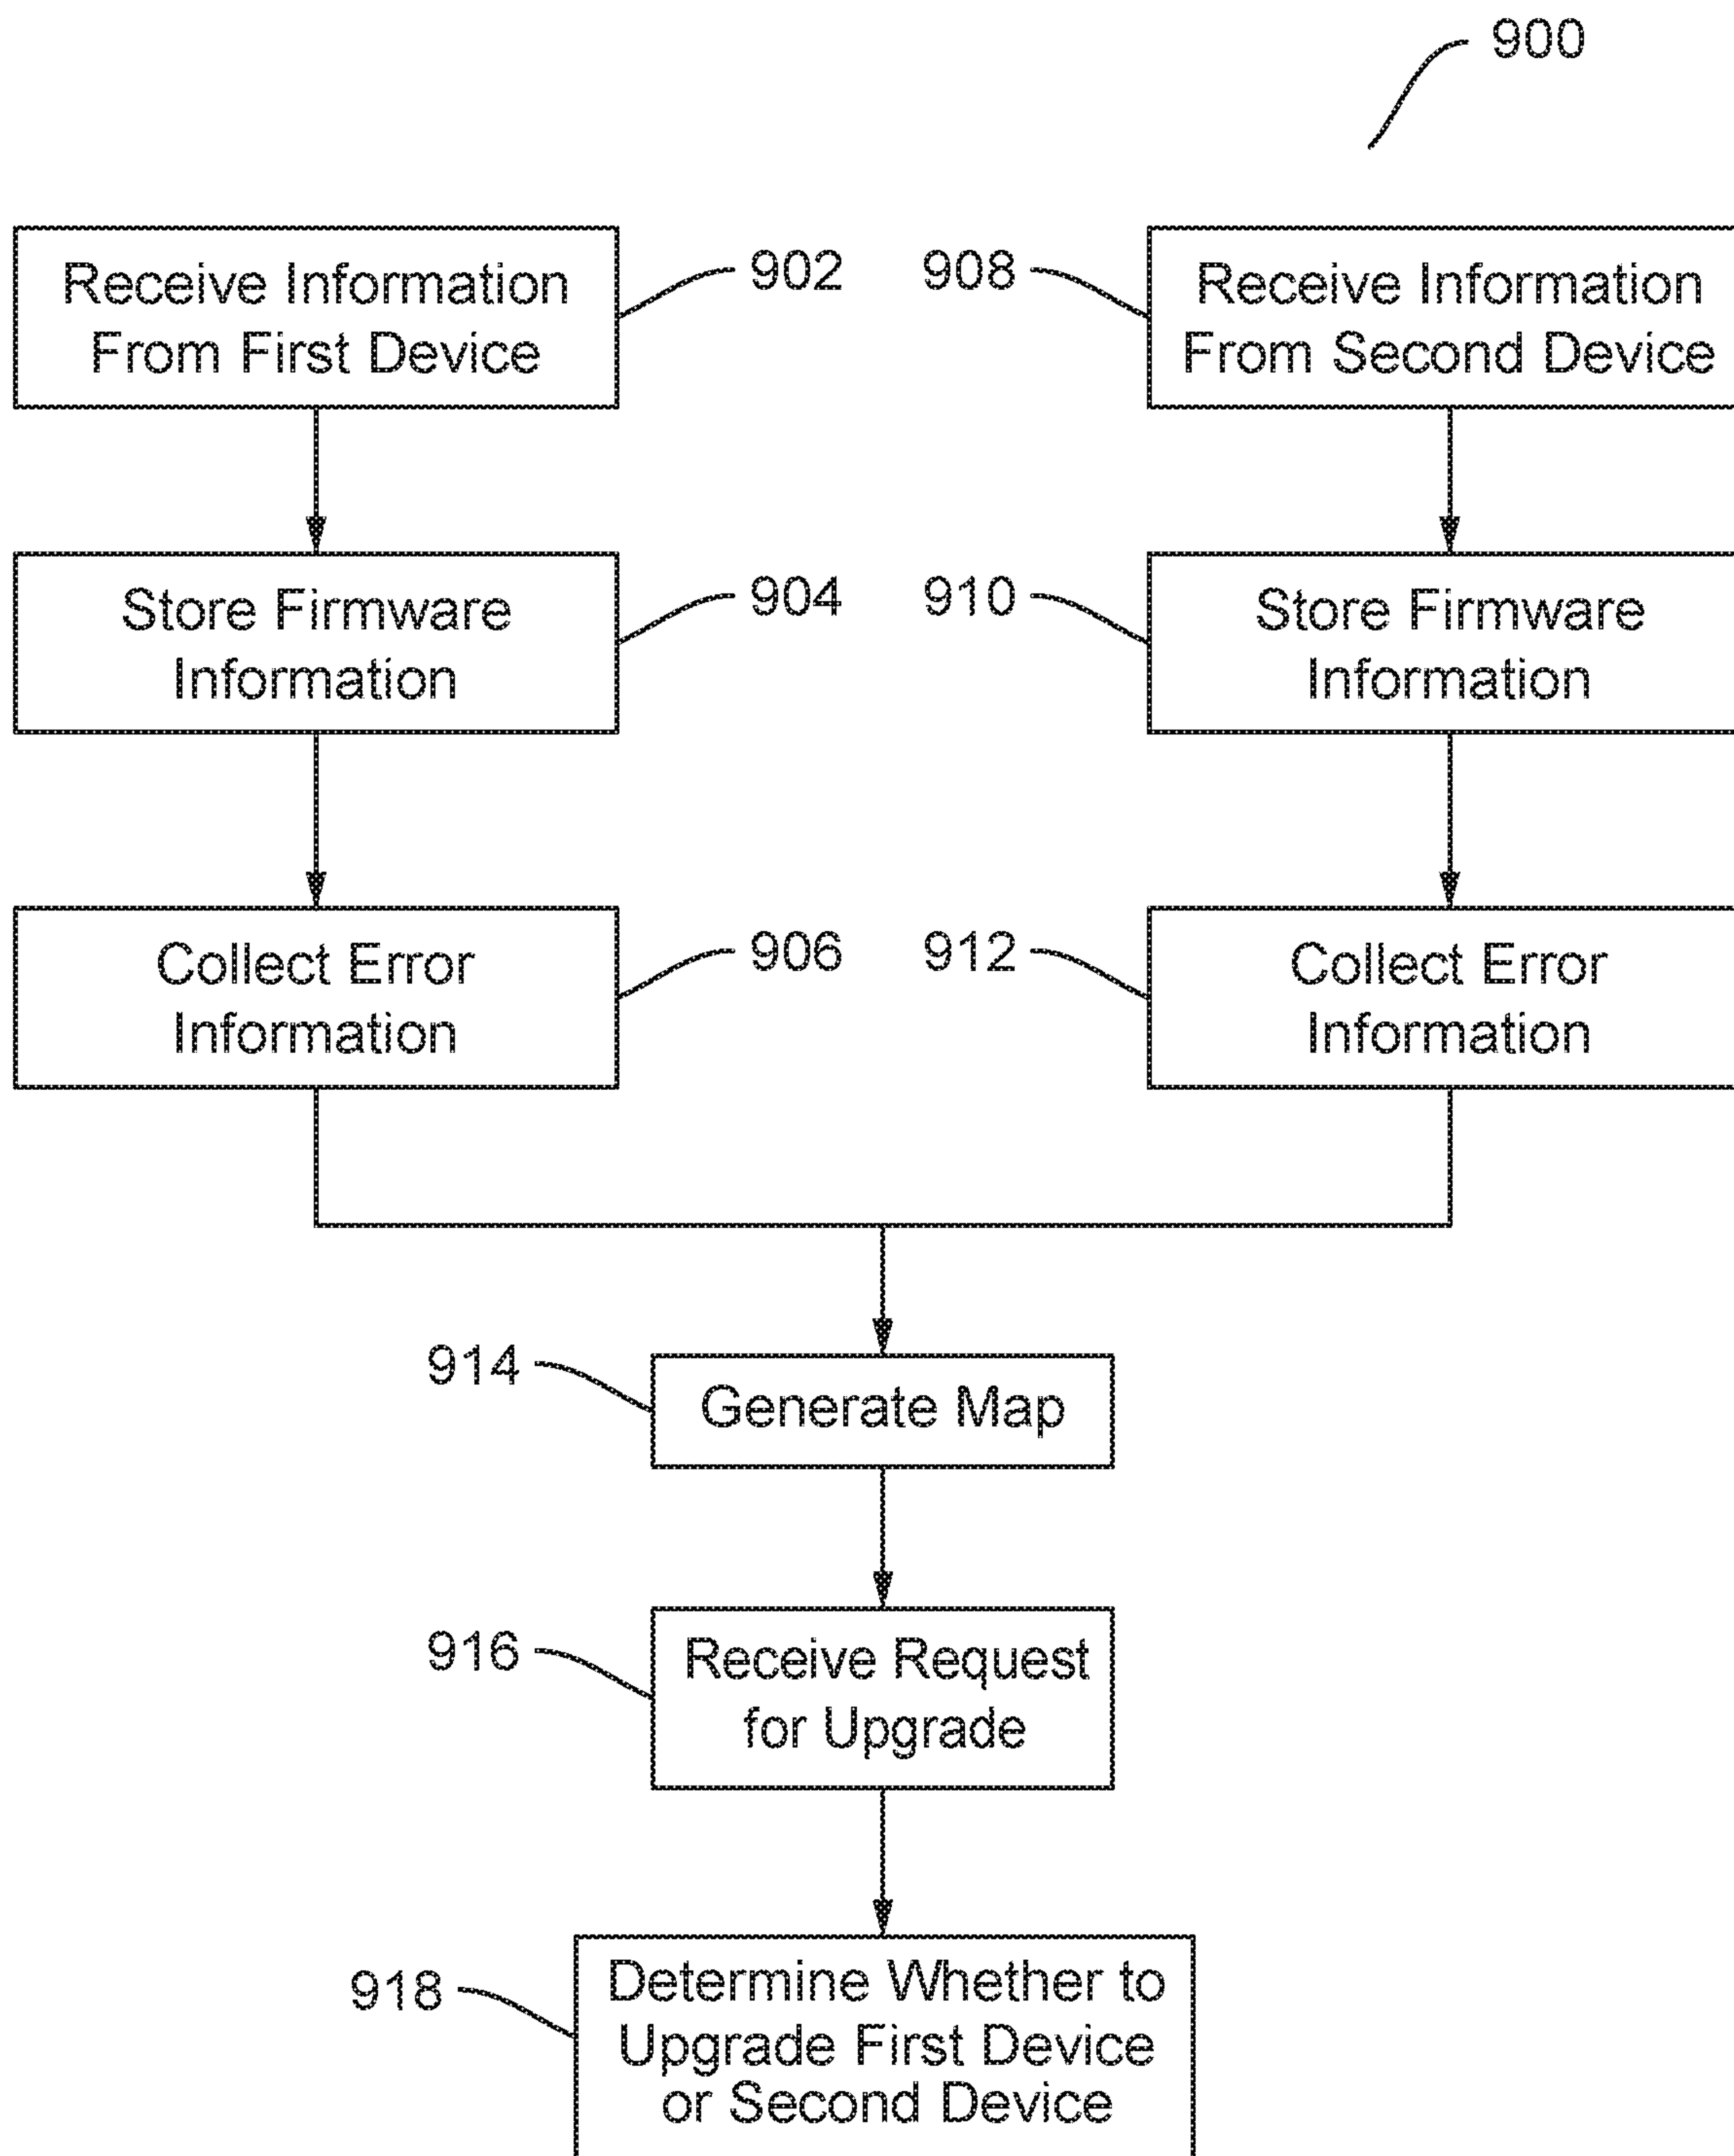 900
Receive Information
From First Device
902
908
Receive Information
From Second Device
Store Firmware
Information
904
910
Store Firmware
Information
Collect Error
Information
906
912
Collect Error
Information
914
Generate Map
916
Receive Request
for Upgrade
918
Determine Whether to
Upgrade First Device
or Second Device